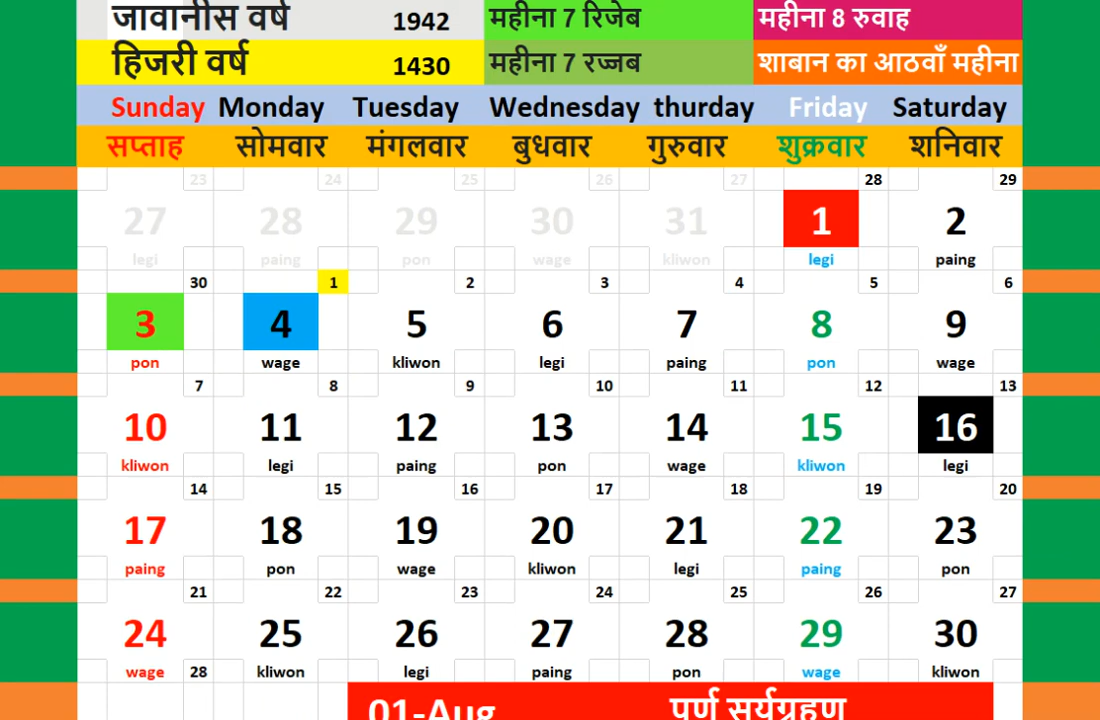 जावानीस वर्ष 1942 महीना 7 रिजेब महीना 8 रुवाह
हिजरी वर्ष 1430 महीना 7 रज्जब शाबान का आठवाँ महीना
Sunday Monday Tuesday Wednesday thurday Friday Saturday
सप्ताह सोमवार मंगलवार बुधवार गुरुवार शुक्रवार शनिवार
23 24 25 26 27 28 29
27 28 29 30 31 1 2
legi paing pon wage kliwon legi paing
30 1 2 3 4 5 6
3 4 5 6 7 8 9
pon wage kliwon legi paing pon wage
7 8 9 10 11 12 13
10 11 12 13 14 15 16
kliwon legi paing pon wage kliwon legi
14 15 16 17 18 19 20
17 18 19 20 21 22 23
paing pon wage kliwon legi paing pon
21 22 23 24 25 26 27
24 25 26 27 28 29 30
wage 28 kliwon legi paing pon wage kliwon
01-Aug पूर्ण सूर्यग्रहण